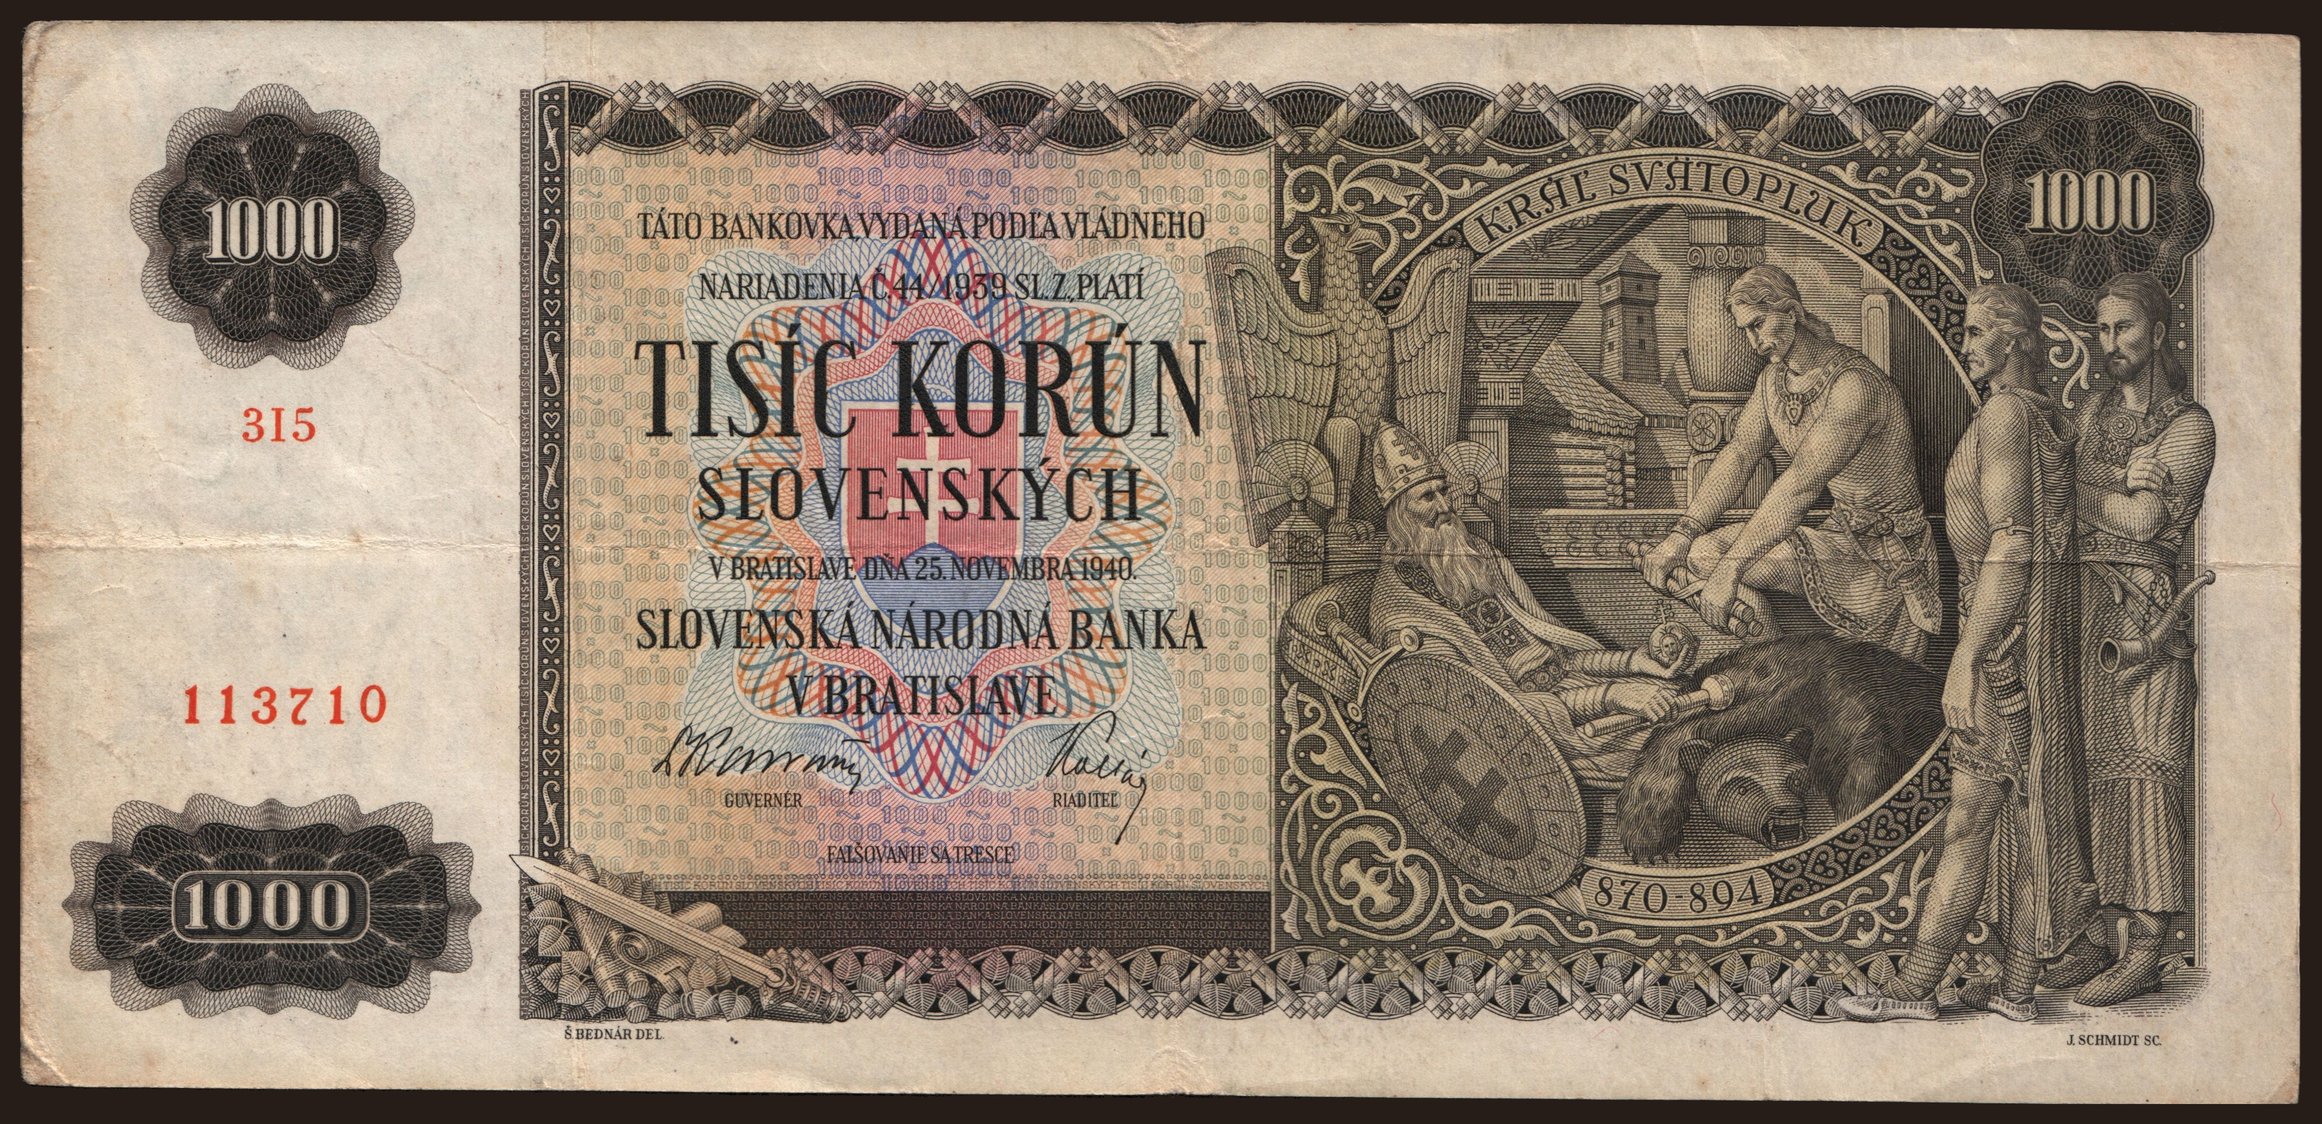 1000
315
113710
1000
TÁTO BANKOVKA, VYDANÁ PODĽA VLÁDNEHO
NARIADENIA Č. 44/1939 SL. Z., PLATÍ
TISÍC KORÚN
SLOVENSKÝCH
V BRATISLAVE DŇA 25. NOVEMBRA 1940.
SLOVENSKÁ NÁRODNÁ BANKA
V BRATISLAVE
GUVERNÉR
RIADITEĽ
FALŠOVANIE SA TRESCE
KRÁĽ SVÄTOPLUK
1000
870-894
Š. BEDNÁR DEL.
J. SCHMIDT SC.